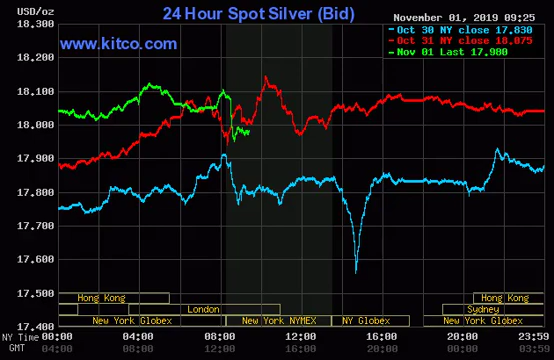 USD/oz
24 Hour Spot Silver (Bid)
November 01, 2019 09:25
18.300
www.kitco.com
Oct 30 NY close 17.830
Oct 31 NY close 18.075
Nov 01 Last 17.980
18.200
18.100
18.000
17.900
17.800
17.700
17.600
17.500
17.400
Hong Kong
Hong Kong
London
Sydney
New York Globex
New York NYMEX
NY Globex
New York Globex
NY Time 00:00 04:00 08:00 12:00 16:00 20:00 23:59
GMT 04:00 08:00 12:00 16:00 20:00 00:00 03:59